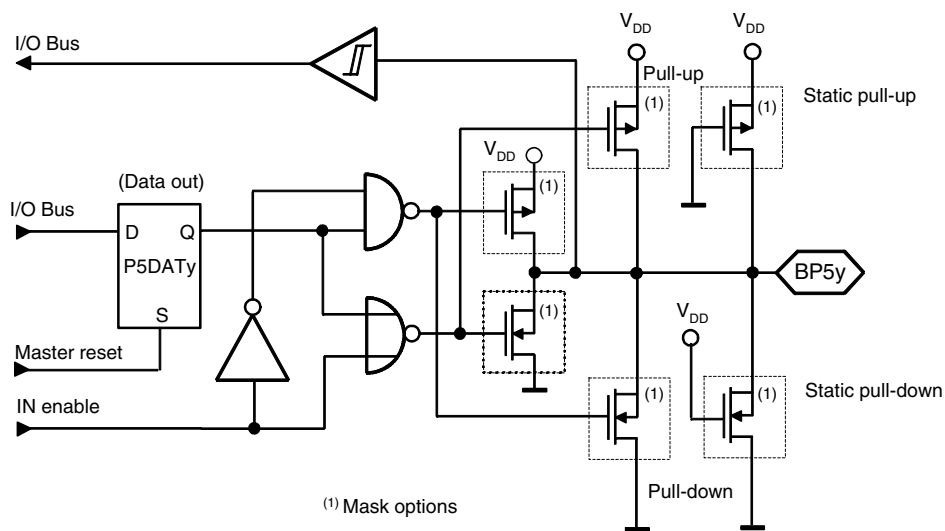 I/O Bus
V_DD
V_DD
Pull-up
(1)
(1)
Static pull-up
V_DD
(1)
(Data out)
I/O Bus
D
Q
P5DATy
S
BP5y
(1)
V_DD
Master reset
(1)
(1)
Static pull-down
IN enable
Pull-down
(1) Mask options